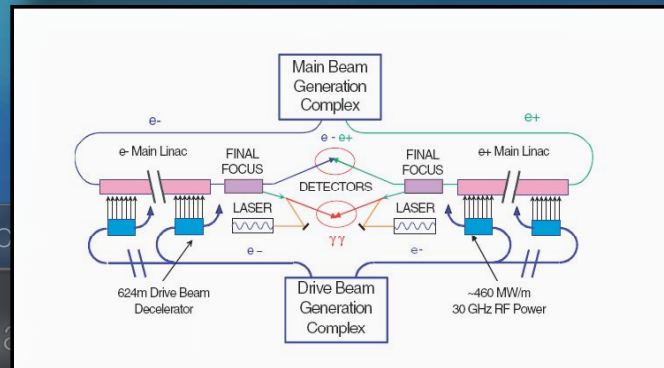 Main Beam
Generation
Complex
e-
e+
e- e+
e- Main Linac
FINAL
FOCUS
FINAL
FOCUS
e+ Main Linac
DETECTORS
LASER
LASER
γγ
e-
e-
624m Drive Beam
Decelerator
Drive Beam
Generation
Complex
~460 MW/m
30 GHz RF Power